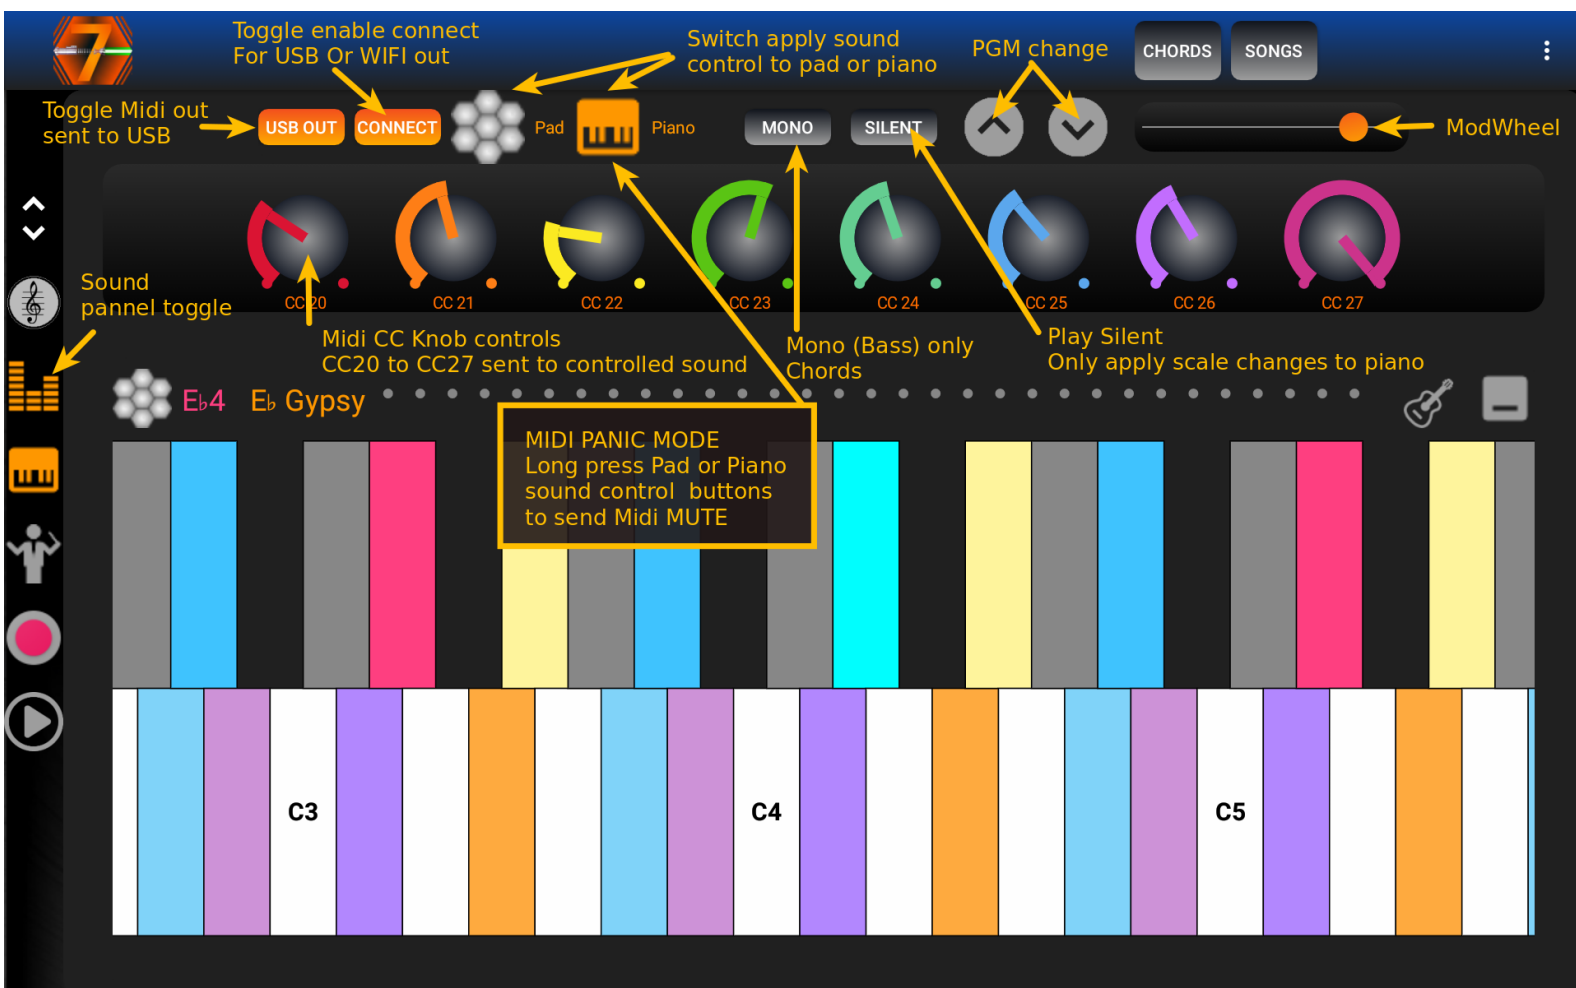 7
Toggle enable connect
For USB Or WIFI out
Switch apply sound
control to pad or piano
PGM change
CHORDS
SONGS
Toggle Midi out
sent to USB
USB OUT
CONNECT
Pad
Piano
MONO
SILENT
ModWheel
CC 20
CC 21
CC 22
CC 23
CC 24
CC 25
CC 26
CC 27
Sound
pannel toggle
Midi CC Knob controls
CC20 to CC27 sent to controlled sound
Mono (Bass) only
Chords
Play Silent
Only apply scale changes to piano
E♭4
E♭ Gypsy
MIDI PANIC MODE
Long press Pad or Piano
sound control buttons
to send Midi MUTE
C3
C4
C5